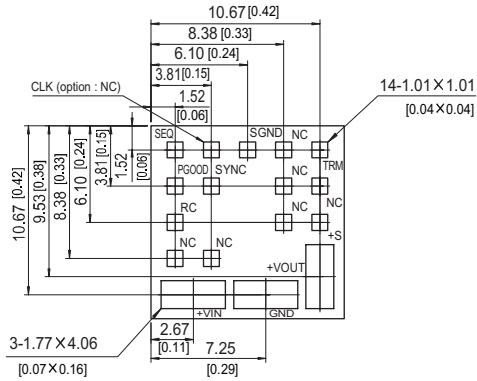 10.67 [0.42]
8.38 [0.33]
6.10 [0.24]
3.81 [0.15]
CLK (option : NC)
1.52
[0.06]
14-1.01×1.01
[0.04×0.04]
SEQ
SGND
NC
TRM
PGOOD
SYNC
NC
RC
NC
+S
NC
NC
+VOUT
+VIN
GND
10.67 [0.42]
9.53 [0.38]
8.38 [0.33]
6.10 [0.24]
3.81 [0.15]
1.52
[0.06]
3-1.77×4.06
[0.07×0.16]
2.67
[0.11]
7.25
[0.29]